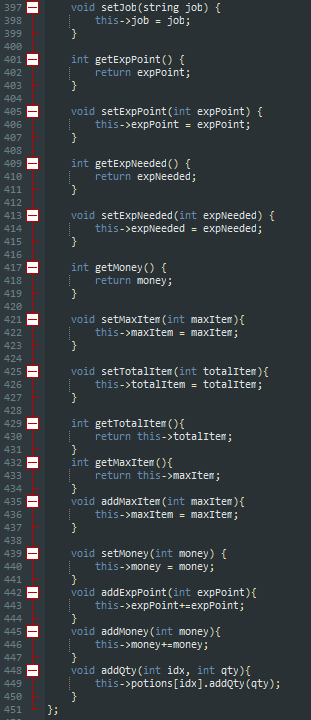 397 void setJob(string job) {
398 this->job = job;
399 }
400
401 int getExpPoint() {
402 return expPoint;
403 }
404
405 void setExpPoint(int expPoint) {
406 this->expPoint = expPoint;
407 }
408
409 int getExpNeeded() {
410 return expNeeded;
411 }
412
413 void setExpNeeded(int expNeeded) {
414 this->expNeeded = expNeeded;
415 }
416
417 int getMoney() {
418 return money;
419 }
420
421 void setMaxItem(int maxItem){
422 this->maxItem = maxItem;
423 }
424
425 void setTotalItem(int totalItem){
426 this->totalItem = totalItem;
427 }
428
429 int getTotalItem(){
430 return this->totalItem;
431 }
432 int getMaxItem(){
433 return this->maxItem;
434 }
435 void addMaxItem(int maxItem){
436 this->maxItem = maxItem;
437 }
438
439 void setMoney(int money) {
440 this->money = money;
441 }
442 void addExpPoint(int expPoint){
443 this->expPoint+=expPoint;
444 }
445 void addMoney(int money){
446 this->money+=money;
447 }
448 void addQty(int idx, int qty){
449 this->potions[idx].addQty(qty);
450 }
451 };